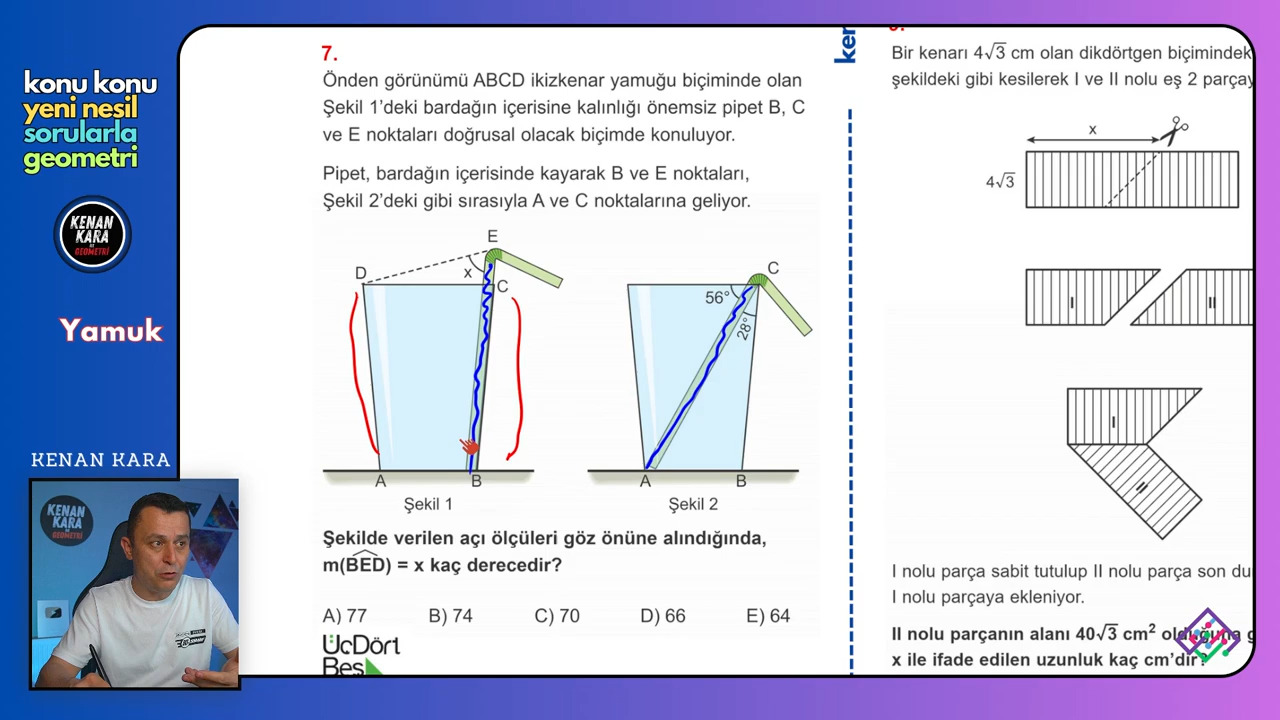 konu konu
yeni nesil
sorularla
geometri
KENAN
KARA
ile
GEOMETRİ
Yamuk
KENAN KARA
KENAN
KARA
7.
Önden görünümü ABCD ikizkenar yamuğu biçiminde olan
Şekil 1'deki bardağın içerisine kalınlığı önemsiz pipet B, C
ve E noktaları doğrusal olacak biçimde konuluyor.
Pipet, bardağın içerisinde kayarak B ve E noktaları,
Şekil 2'deki gibi sırasıyla A ve C noktalarına geliyor.
E
D
x
C
A
B
Şekil 1
C
56°
28°
A
B
Şekil 2
Şekilde verilen açı ölçüleri göz önüne alındığında,
m(BED) = x kaç derecedir?
A) 77 B) 74 C) 70 D) 66 E) 64
ÜçDört
Beş
ker
Bir kenarı 4√3 cm olan dikdörtgen biçimindek
şekildeki gibi kesilerek I ve II nolu eş 2 parçay
x
4√3
I
II
I
II
I nolu parça sabit tutulup II nolu parça son du
I nolu parçaya ekleniyor.
II nolu parçanın alanı 40√3 cm² olduğuna g
x ile ifade edilen uzunluk kaç cm'dir?